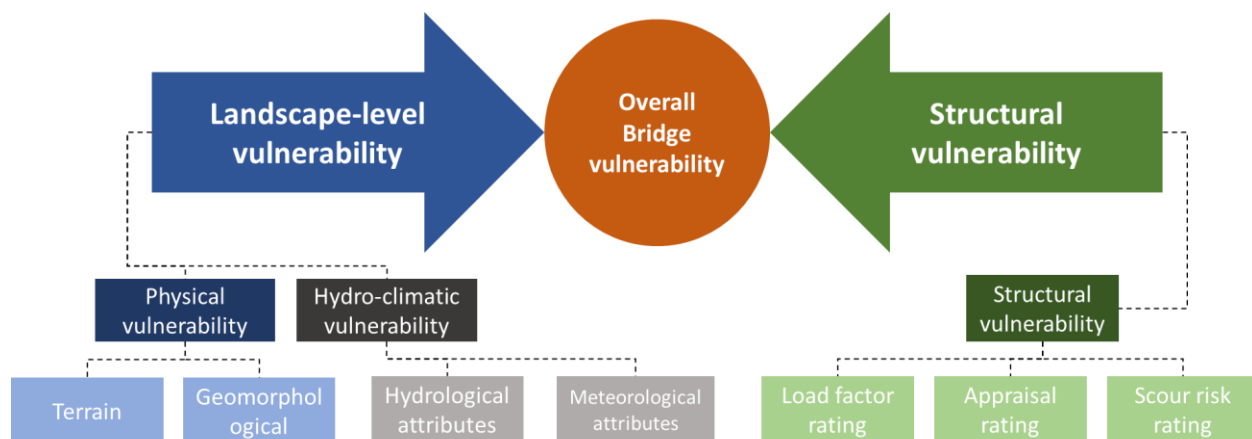 Landscape-level
vulnerability
Overall
Bridge
vulnerability
Structural
vulnerability
Physical
vulnerability
Hydro-climatic
vulnerability
Structural
vulnerability
Terrain
Geomorphol
ogical
Hydrological
attributes
Meteorological
attributes
Load factor
rating
Appraisal
rating
Scour risk
rating